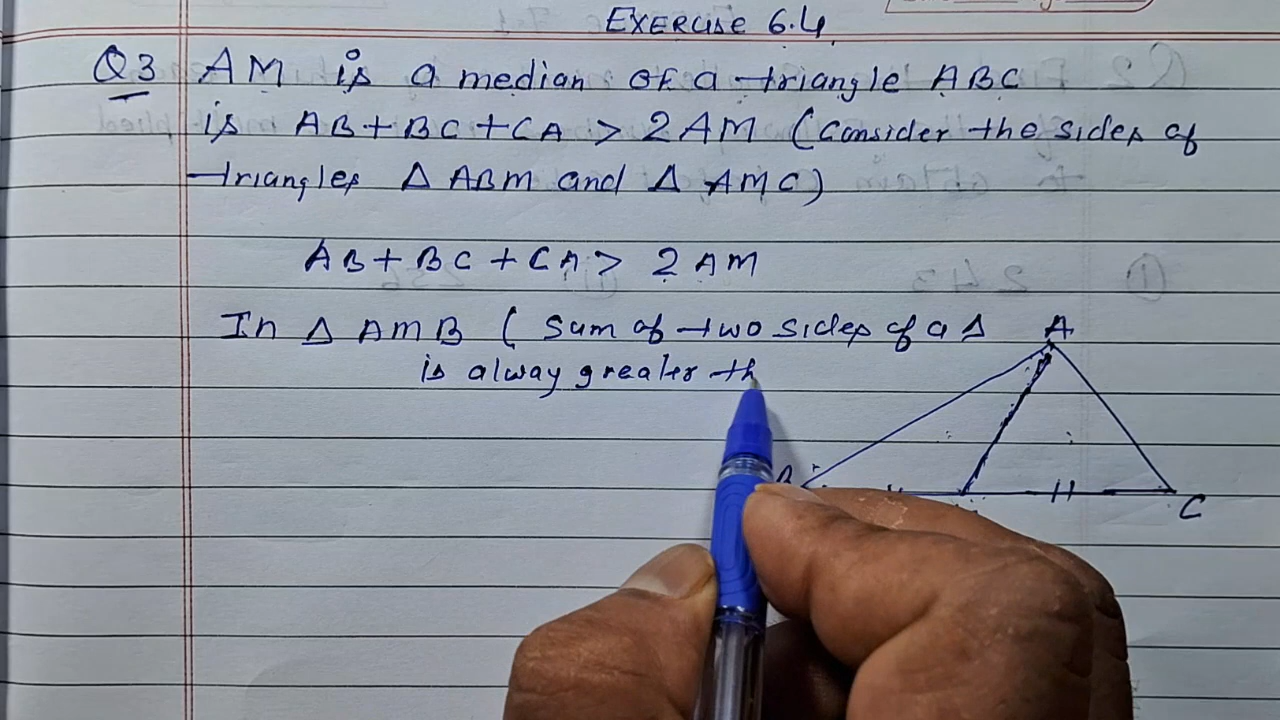 EXERCISE 6.4
Q3 AM is a median of a triangle ABC
is AB+BC+CA > 2AM (Consider the sides of
triangles Δ ABM and Δ AMC)
AB+BC+CA > 2AM
In Δ AMB ( Sum of two sides of a Δ
is alway greater th
A
B
C